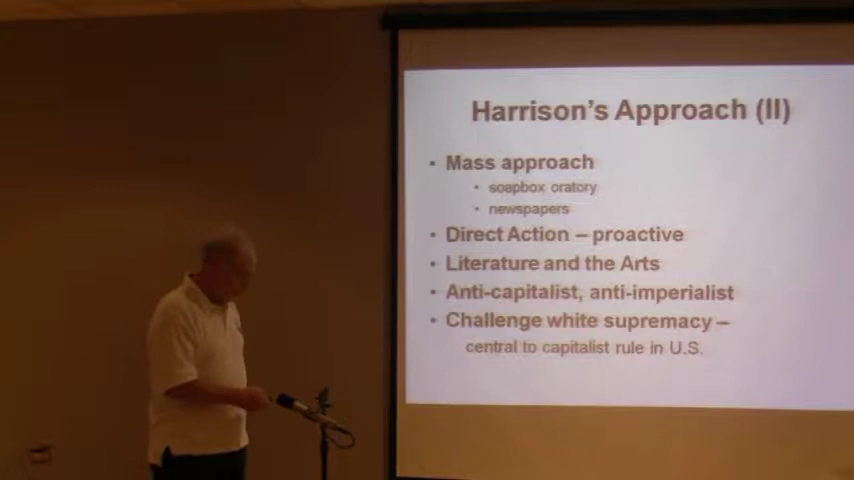 Harrison's Approach (II)
• Mass approach
• soapbox oratory
• newspapers
• Direct Action – proactive
• Literature and the Arts
• Anti-capitalist, anti-imperialist
• Challenge white supremacy –
central to capitalist rule in U.S.